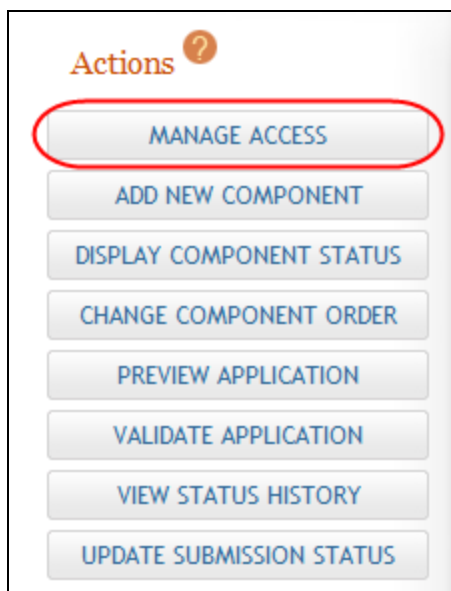 Actions ?
MANAGE ACCESS
ADD NEW COMPONENT
DISPLAY COMPONENT STATUS
CHANGE COMPONENT ORDER
PREVIEW APPLICATION
VALIDATE APPLICATION
VIEW STATUS HISTORY
UPDATE SUBMISSION STATUS